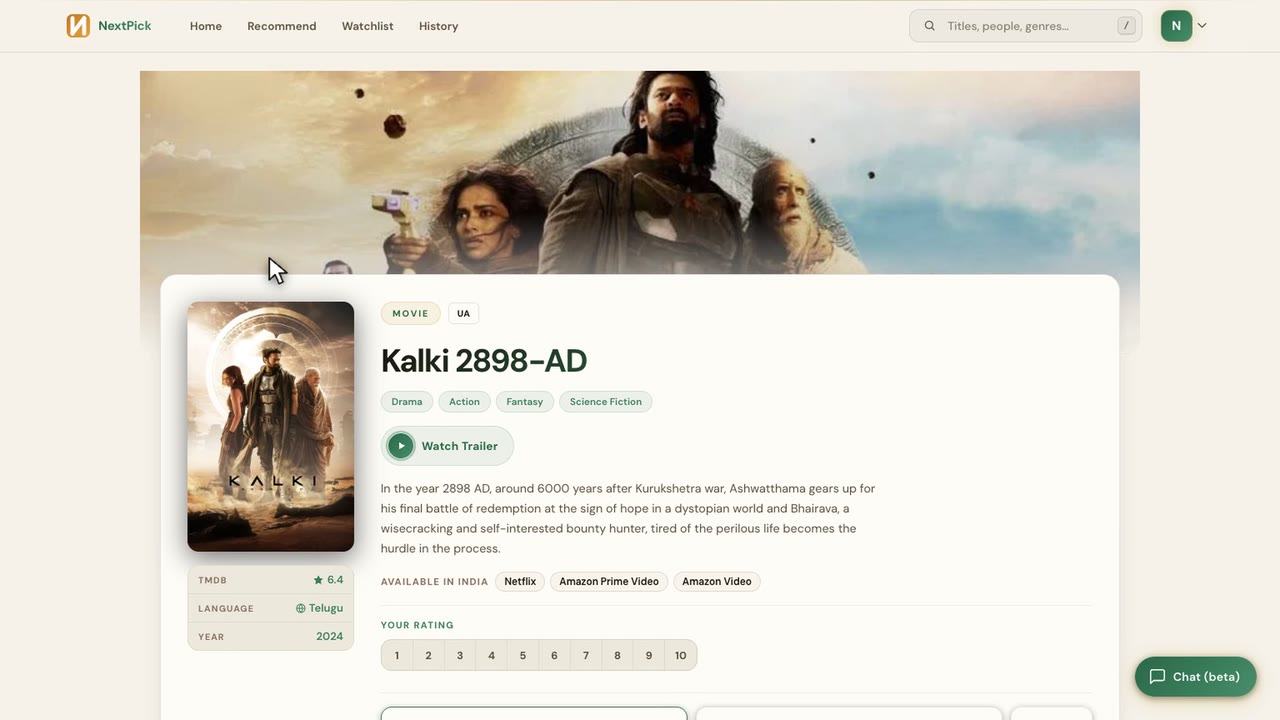 NextPick
Home Recommend Watchlist History
Titles, people, genres... /
N
MOVIE UA
Kalki 2898-AD
Drama Action Fantasy Science Fiction
Watch Trailer
In the year 2898 AD, around 6000 years after Kurukshetra war, Ashwatthama gears up for
his final battle of redemption at the sign of hope in a dystopian world and Bhairava, a
wisecracking and self-interested bounty hunter, tired of the perilous life becomes the
hurdle in the process.
AVAILABLE IN INDIA Netflix Amazon Prime Video Amazon Video
YOUR RATING
1 2 3 4 5 6 7 8 9 10
KALKI
TMDB 6.4
LANGUAGE Telugu
YEAR 2024
Chat (beta)